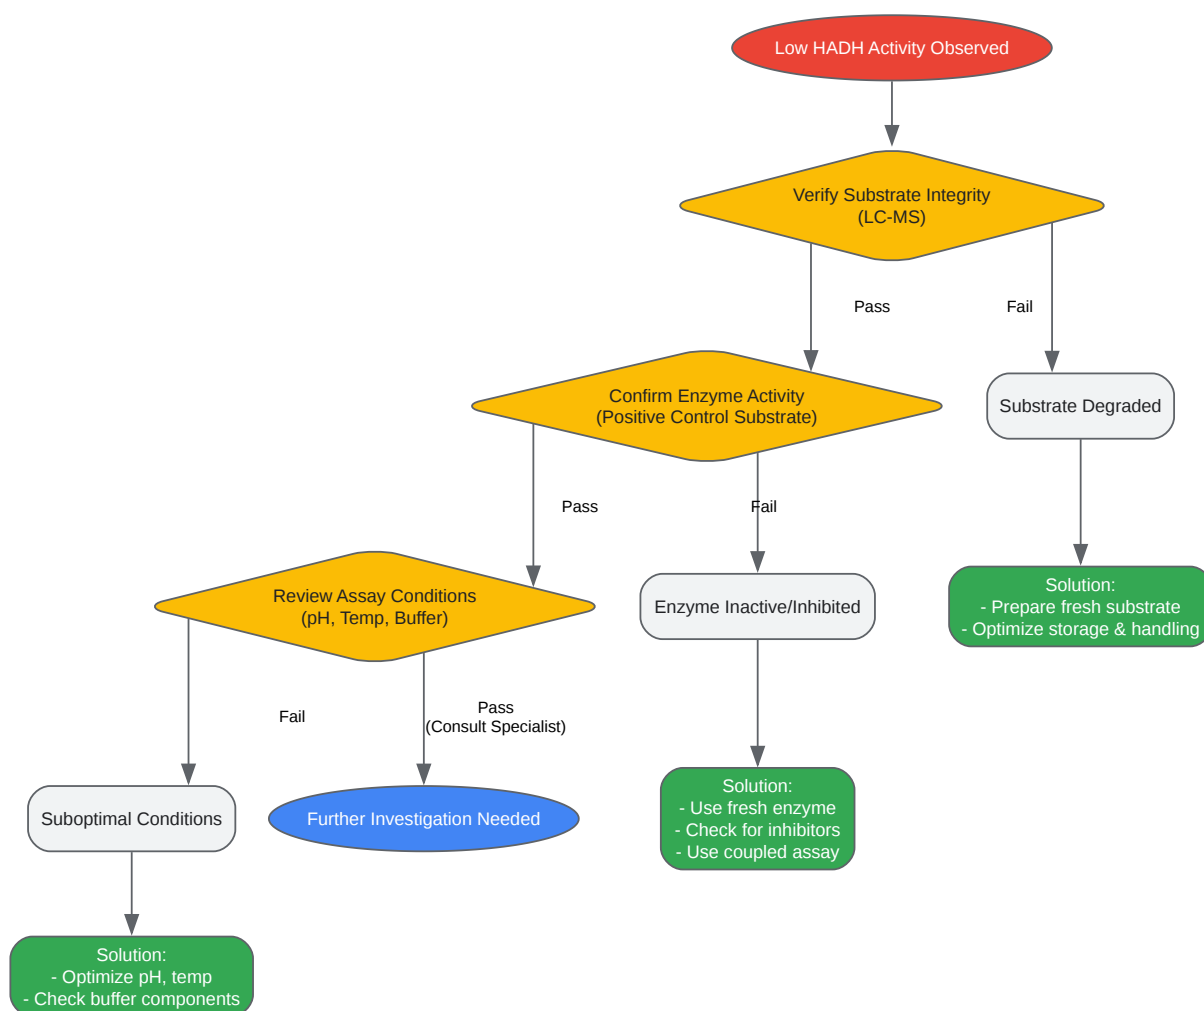 Low HADH Activity Observed
Verify Substrate Integrity
(LC-MS)
Pass
Fail
Confirm Enzyme Activity
(Positive Control Substrate)
Substrate Degraded
Pass
Fail
Review Assay Conditions
(pH, Temp, Buffer)
Enzyme Inactive/Inhibited
Solution:
- Prepare fresh substrate
- Optimize storage & handling
Fail
Pass
(Consult Specialist)
Suboptimal Conditions
Further Investigation Needed
Solution:
- Use fresh enzyme
- Check for inhibitors
- Use coupled assay
Solution:
- Optimize pH, temp
- Check buffer components